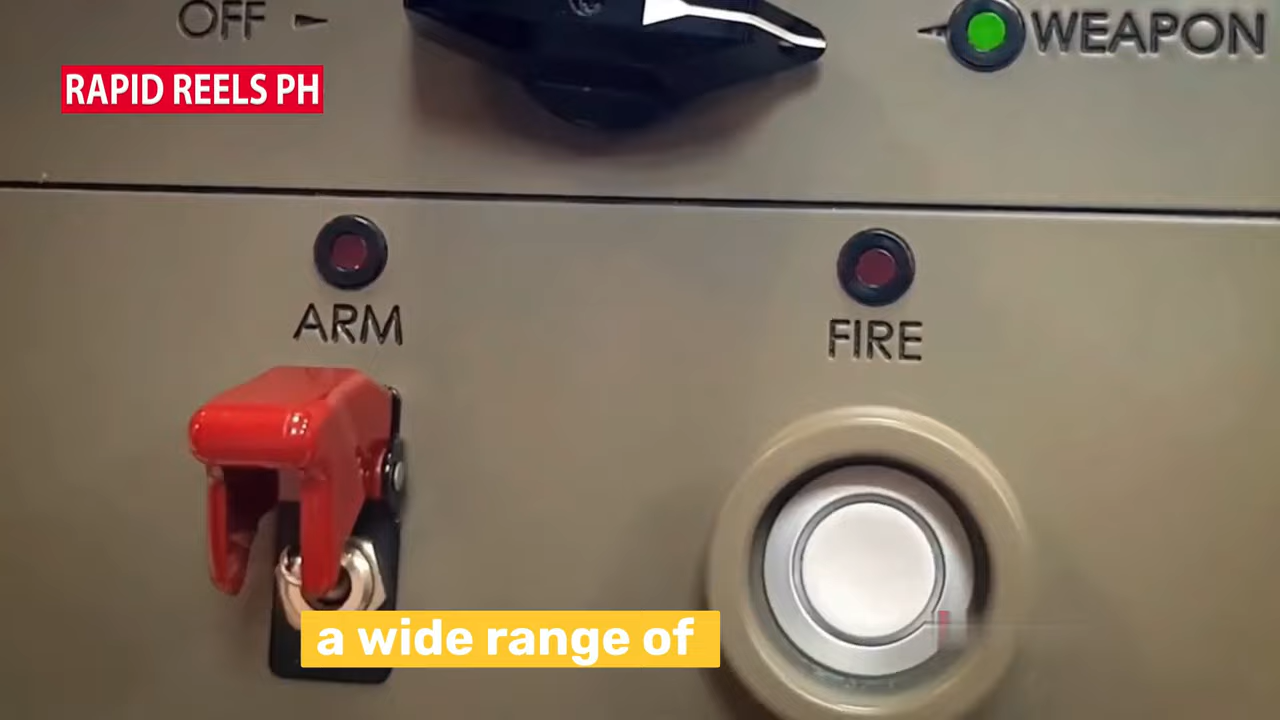 OFF
WEAPON
RAPID REELS PH
ARM
FIRE
a wide range of